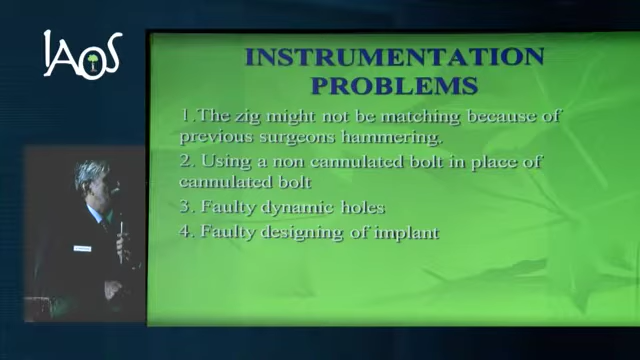 IAOS
INSTRUMENTATION
PROBLEMS
1.The zig might not be matching because of
previous surgeons hammering.
2. Using a non cannulated bolt in place of
cannulated bolt
3. Faulty dynamic holes
4. Faulty designing of implant